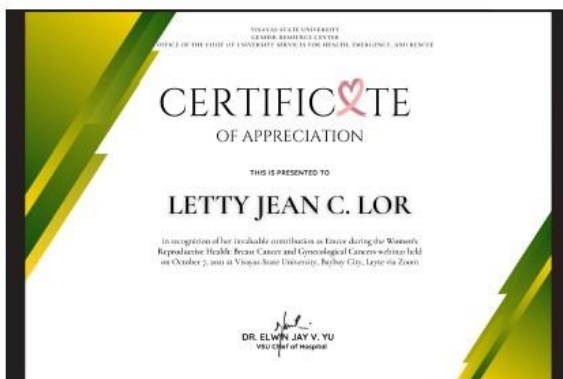 VISAYAS STATE UNIVERSITY
GENDER RESOURCE CENTER
OFFICE OF THE CHIEF OF UNIVERSITY SERVICES FOR HEALTH, EMERGENCY, AND RESCUE
CERTIFICATE
OF APPRECIATION
THIS IS PRESENTED TO
LETTY JEAN C. LOR
in recognition of her invaluable contribution as Emcee during the Women's
Reproductive Health: Breast Cancer and Gynecological Cancers webinar held
on October 7, 2021 at Visayas State University, Baybay City, Leyte via Zoom
DR. ELWIN JAY V. YU
VSU Chief of Hospital